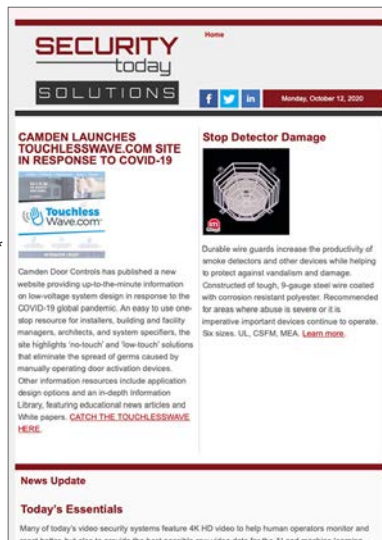 SECURITY
today
SOLUTIONS
Home
Monday, October 12, 2020
CAMDEN LAUNCHES
TOUCHLESSWAVE.COM SITE
IN RESPONSE TO COVID-19
Touchless
Wave.com
Camden Door Controls has published a new
website providing up-to-the-minute information
on low-voltage system design in response to the
COVID-19 global pandemic. An easy to use one-
stop resource for installers, building and facility
managers, architects, and system specifiers, the
site highlights 'no-touch' and 'low-touch' solutions
that eliminate the spread of germs caused by
manually operating door activation devices.
Other information resources include application
design options and an in-depth Information
Library, featuring educational news articles and
White papers. CATCH THE TOUCHLESSWAVE
HERE.
Stop Detector Damage
Durable wire guards increase the productivity of
smoke detectors and other devices while helping
to protect against vandalism and damage.
Constructed of tough, 9-gauge steel wire coated
with corrosion resistant polyester. Recommended
for areas where abuse is severe or it is
imperative important devices continue to operate.
Six sizes. UL, CSFM, MEA. Learn more.
News Update
Today's Essentials
Many of today's video security systems feature 4K HD video to help human operators monitor and